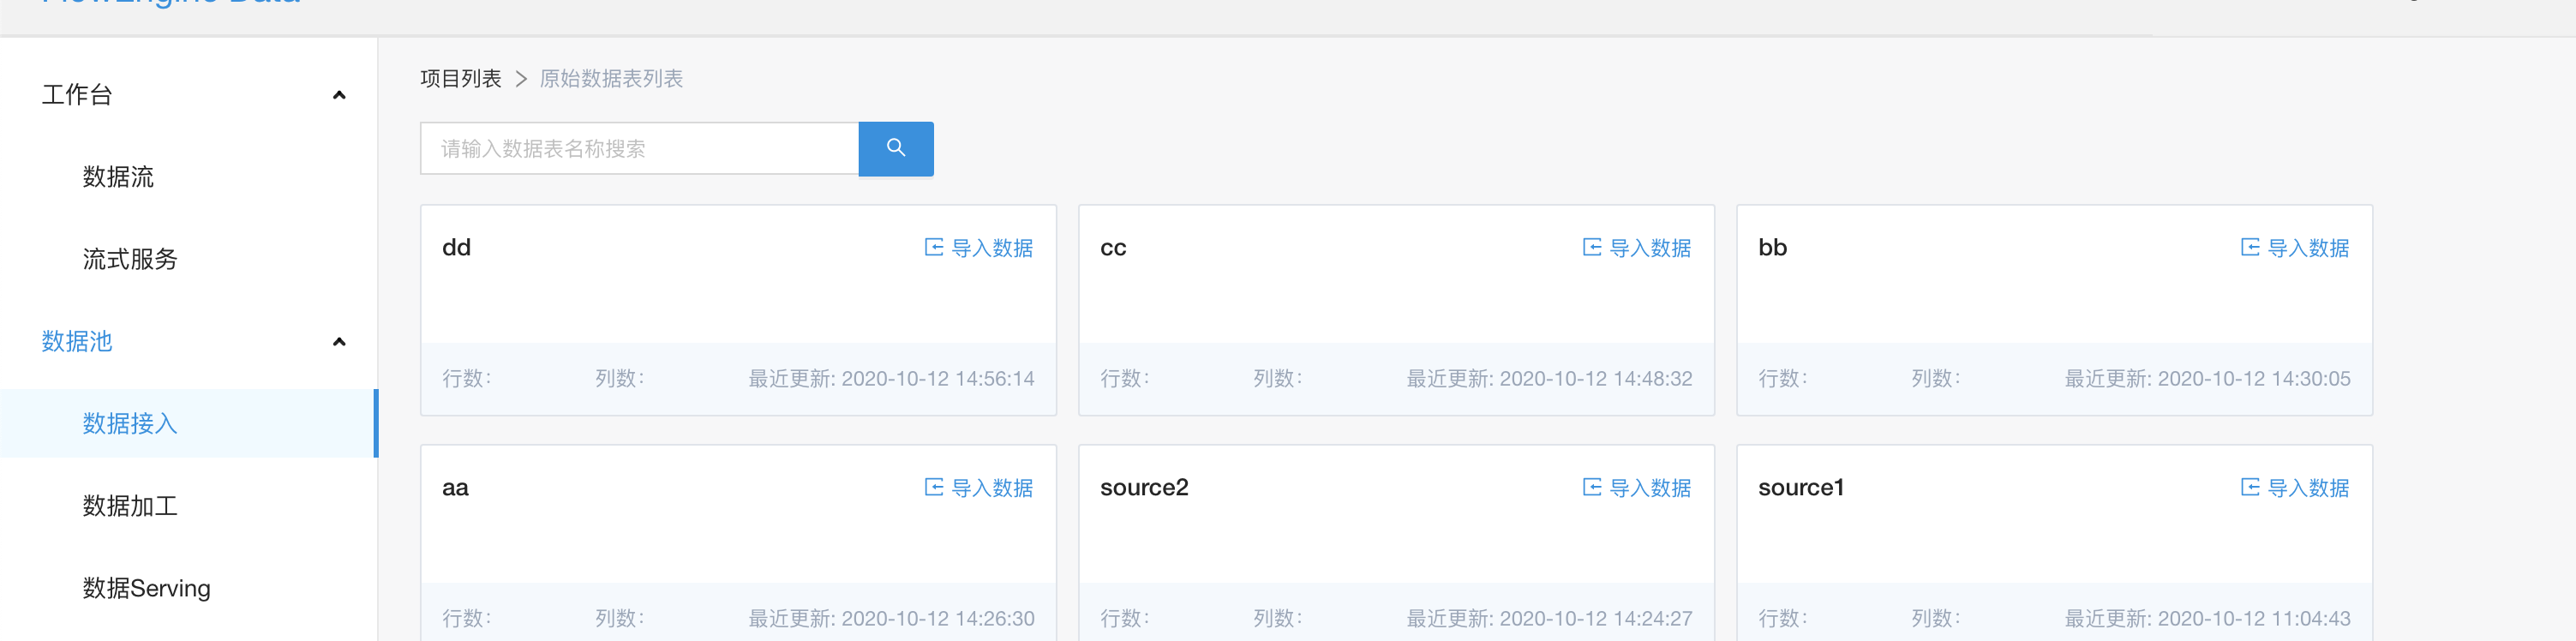 FlowEngine Data
工作台
数据流
流式服务
数据池
数据接入
数据加工
数据Serving
项目列表 > 原始数据表列表
请输入数据表名称搜索
dd 导入数据
行数: 列数: 最近更新: 2020-10-12 14:56:14
cc 导入数据
行数: 列数: 最近更新: 2020-10-12 14:48:32
bb 导入数据
行数: 列数: 最近更新: 2020-10-12 14:30:05
aa 导入数据
行数: 列数: 最近更新: 2020-10-12 14:26:30
source2 导入数据
行数: 列数: 最近更新: 2020-10-12 14:24:27
source1 导入数据
行数: 列数: 最近更新: 2020-10-12 11:04:43